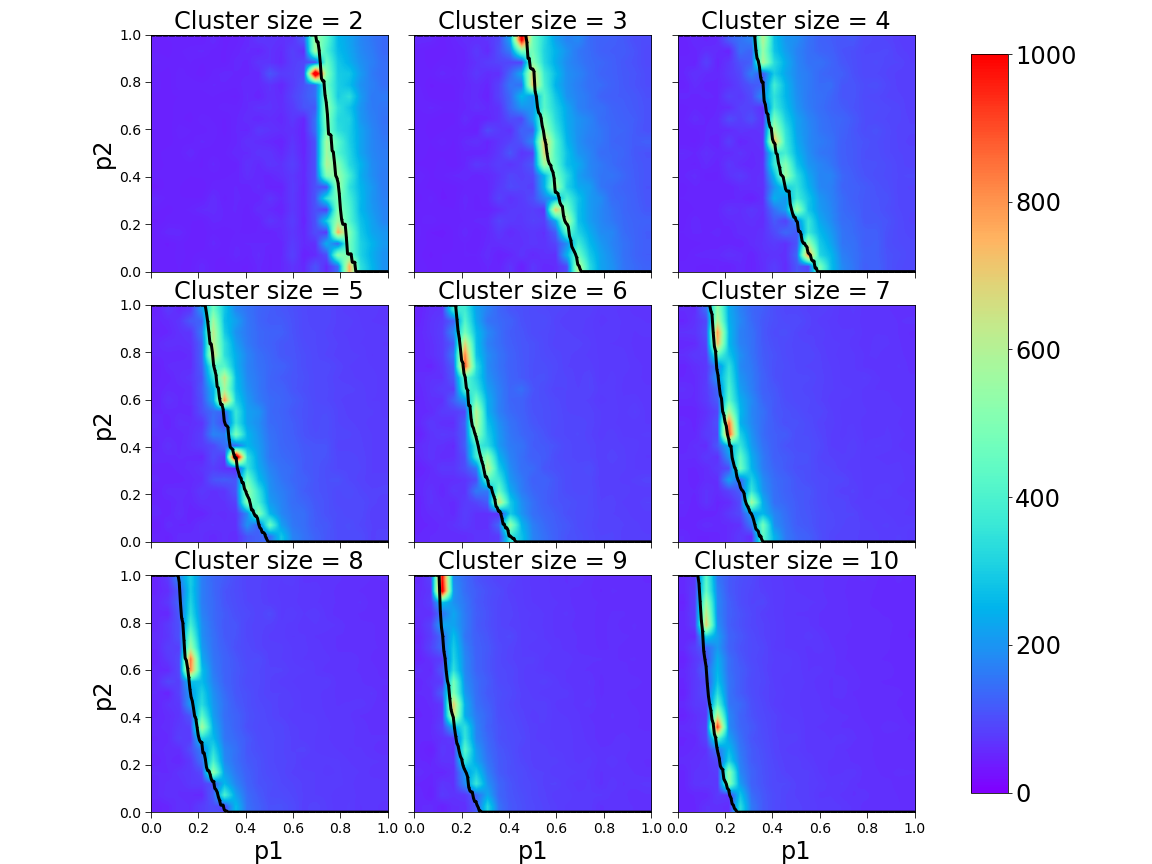 Cluster size = 2
Cluster size = 3
Cluster size = 4
1.0
0.8
0.6
0.4
0.2
0.0
p2
Cluster size = 5
Cluster size = 6
Cluster size = 7
1.0
0.8
0.6
0.4
0.2
0.0
p2
Cluster size = 8
Cluster size = 9
Cluster size = 10
1.0
0.8
0.6
0.4
0.2
0.0
p2
0.0 0.2 0.4 0.6 0.8 1.0
0.0 0.2 0.4 0.6 0.8 1.0
0.0 0.2 0.4 0.6 0.8 1.0
p1
p1
p1
1000
800
600
400
200
0